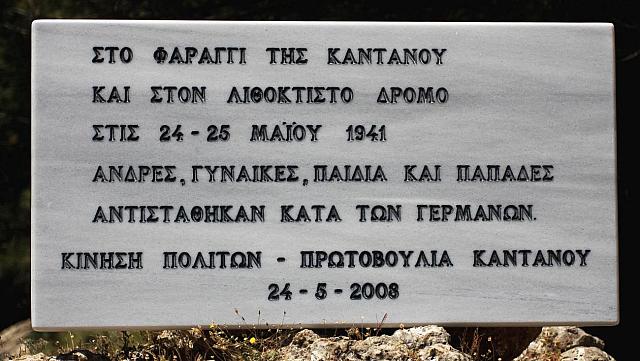 ΣΤΟ ΦΑΡΑΓΓΙ ΤΗΣ ΚΑΝΤΑΝΟΥ
ΚΑΙ ΣΤΟΝ ΛΙΘΟΚΤΙΣΤΟ ΔΡΟΜΟ
ΣΤΙΣ 24 - 25 ΜΑΪΟΥ 1941
ΑΝΔΡΕΣ, ΓΥΝΑΙΚΕΣ, ΠΑΙΔΙΑ ΚΑΙ ΠΑΠΑΔΕΣ
ΑΝΤΙΣΤΑΘΗΚΑΝ ΚΑΤΑ ΤΩΝ ΓΕΡΜΑΝΩΝ.
ΚΙΝΗΣΗ ΠΟΛΙΤΩΝ - ΠΡΩΤΟΒΟΥΛΙΑ ΚΑΝΤΑΝΟΥ
24 - 5 - 2008